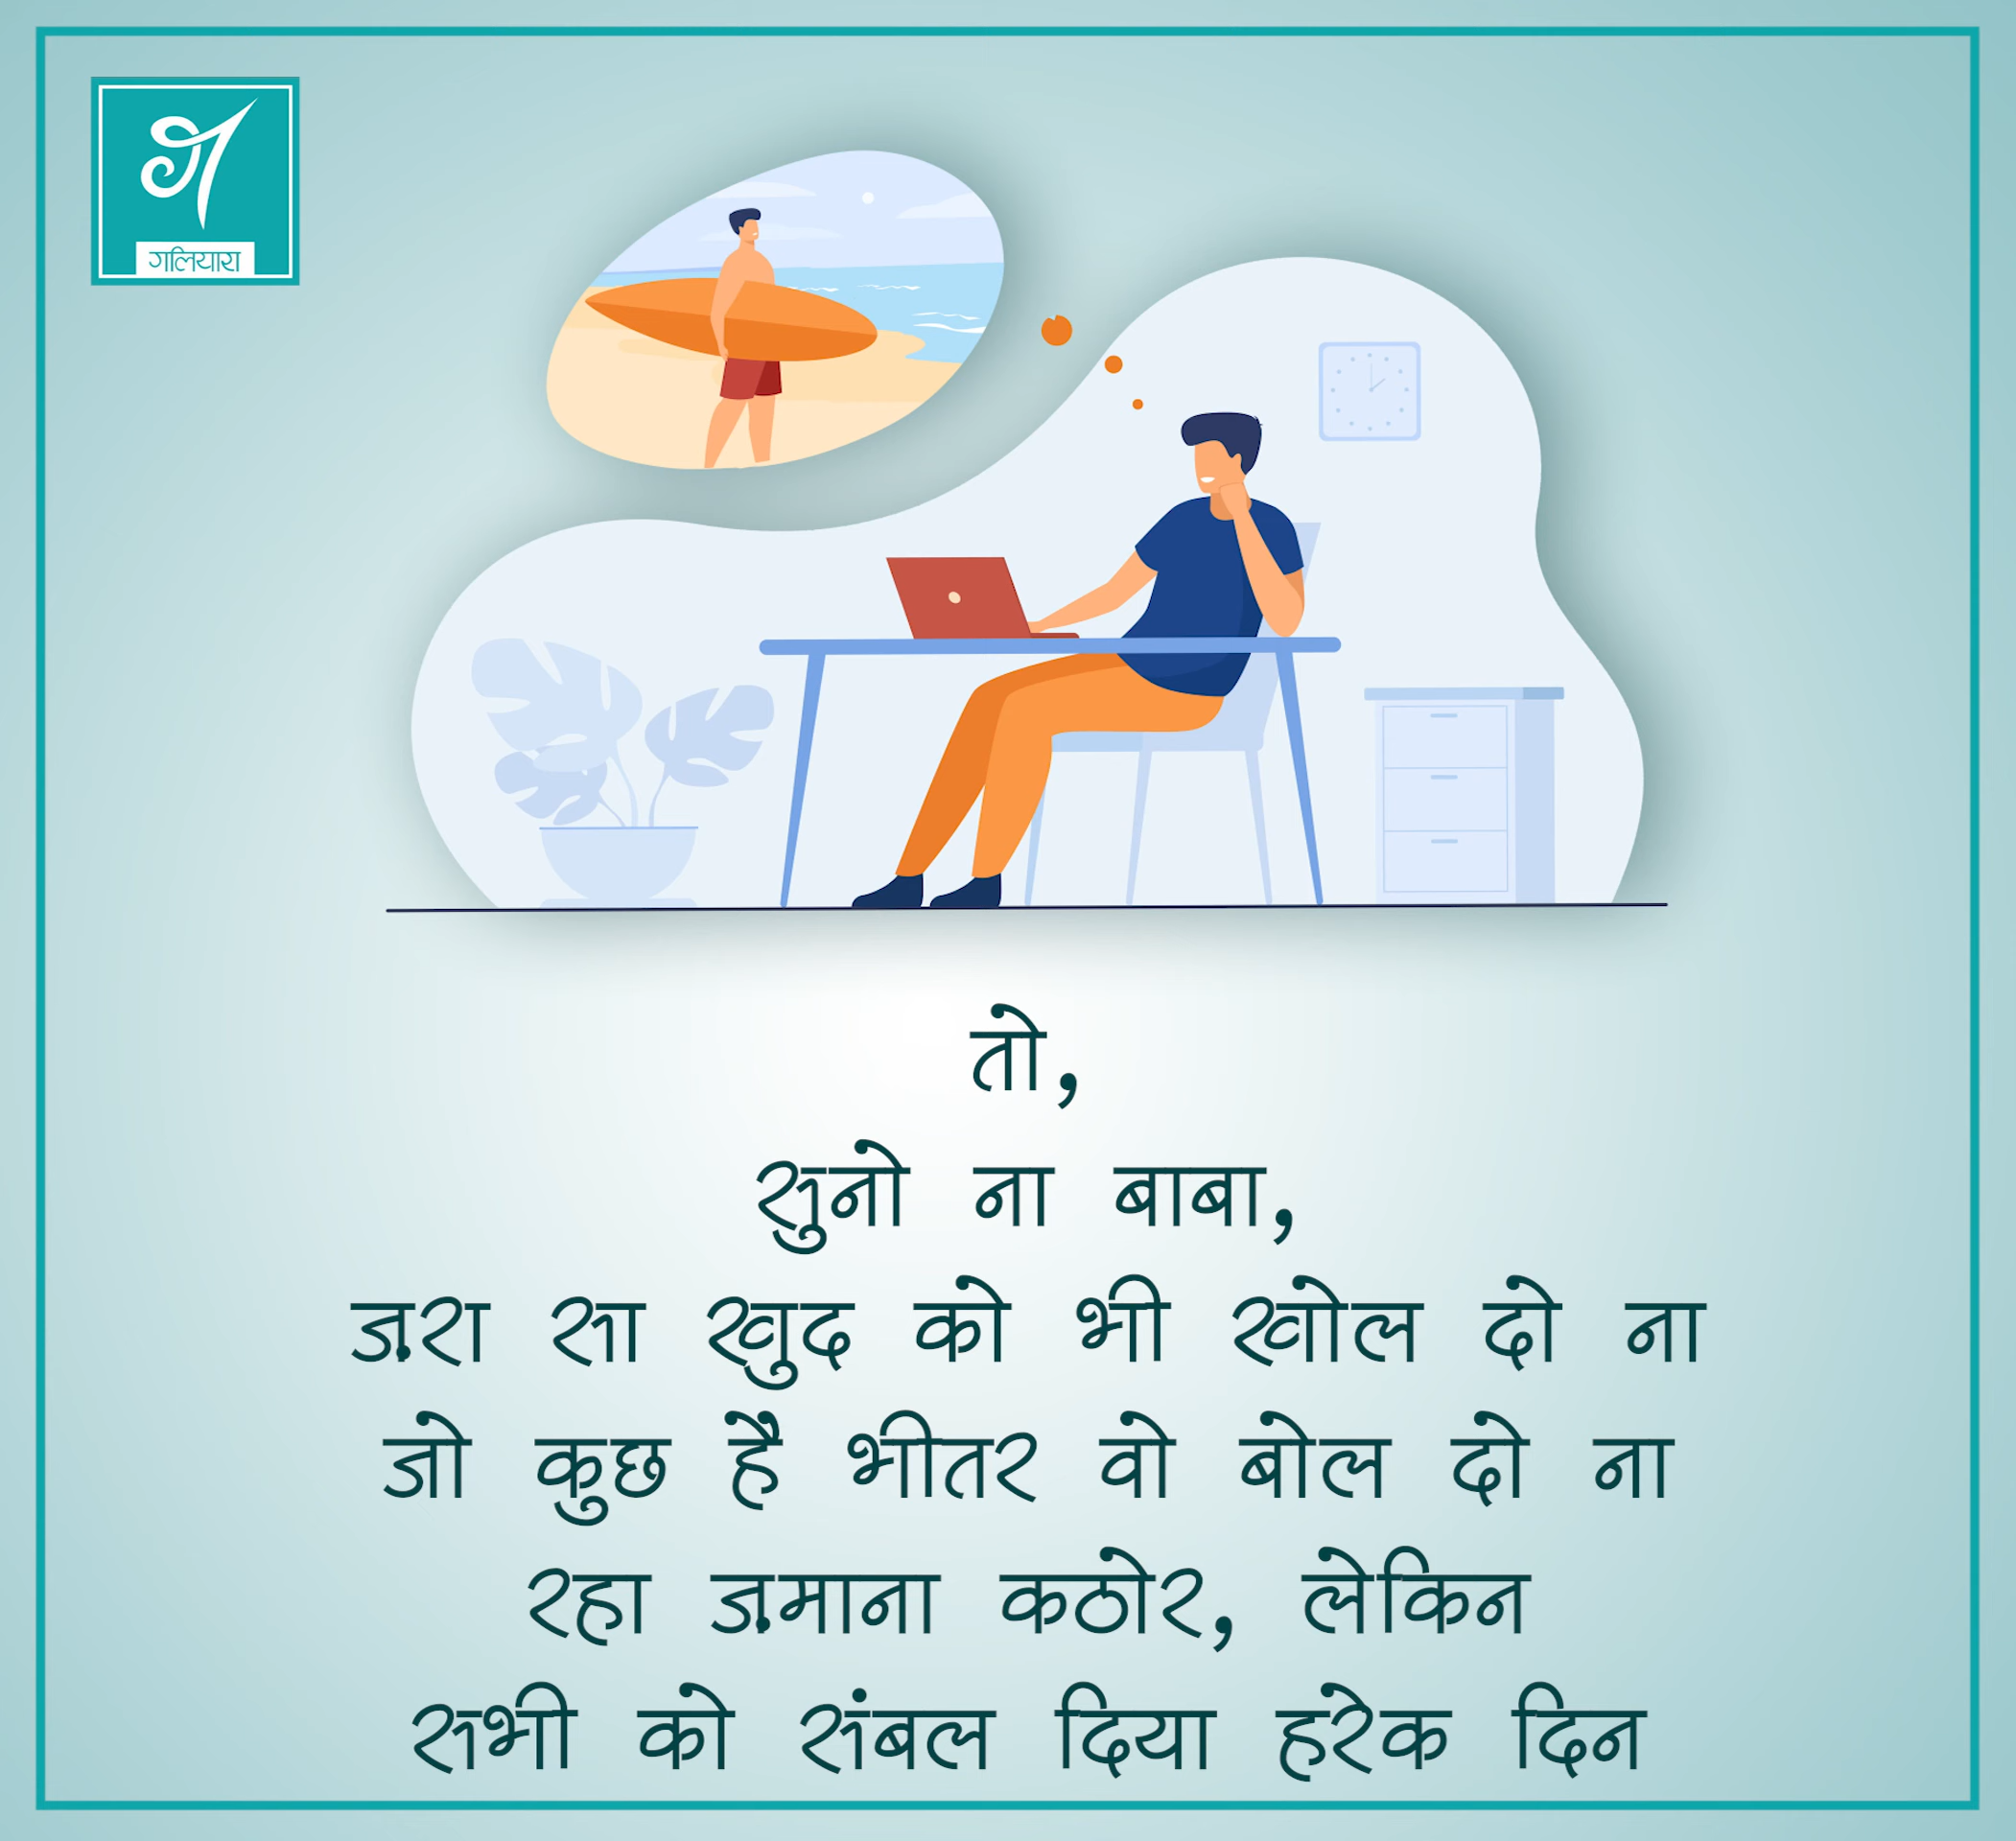 गलियारा
तो,
सुनो ना बाबा,
ज़रा सा खुद को भी खोल दो ना
जो कुछ है भीतर वो बोल दो ना
रहा ज़माना कठोर, लेकिन
सभी को संबल दिया हरेक दिन